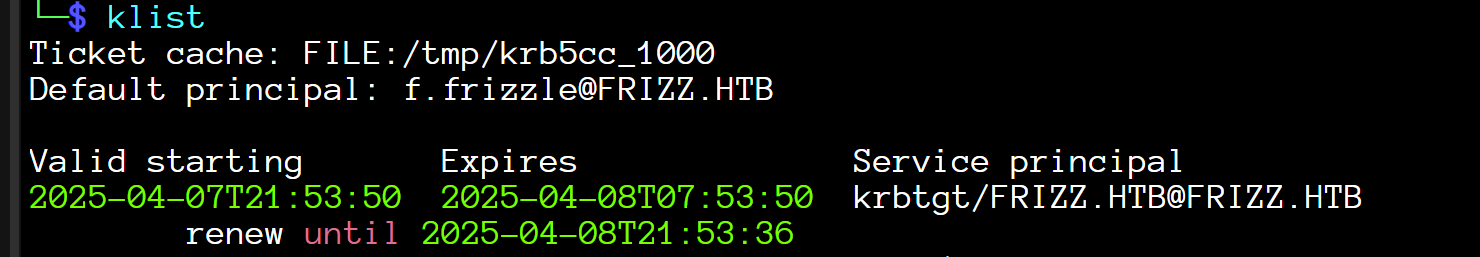 └─$ klist
Ticket cache: FILE:/tmp/krb5cc_1000
Default principal: f.frizzle@FRIZZ.HTB
Valid starting       Expires              Service principal
2025-04-07T21:53:50  2025-04-08T07:53:50  krbtgt/FRIZZ.HTB@FRIZZ.HTB
        renew until 2025-04-08T21:53:36